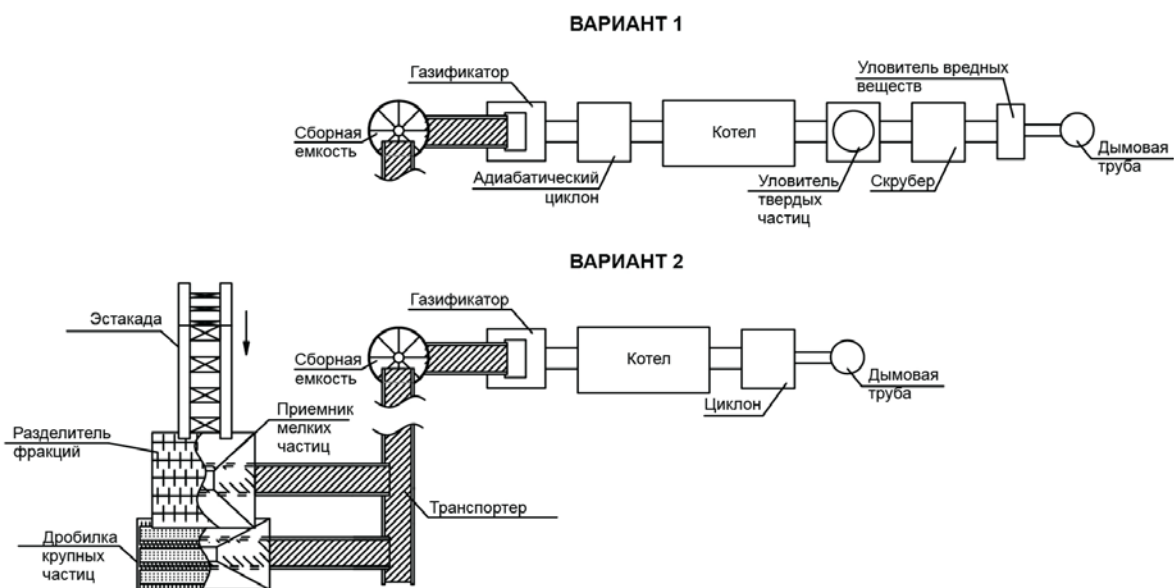 ВАРИАНТ 1
Газификатор
Уловитель вредных
веществ
Сборная
емкость
Котел
Адиабатический
циклон
Уловитель
твердых
частиц
Скрубер
Дымовая
труба
ВАРИАНТ 2
Газификатор
Эстакада
Сборная
емкость
Котел
Циклон
Дымовая
труба
Приемник
мелких
частиц
Разделитель
фракций
Транспортер
Дробилка
крупных
частиц